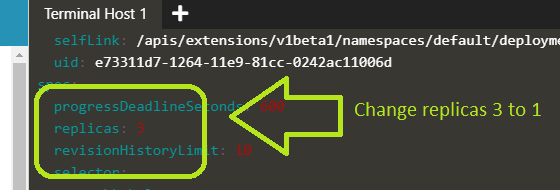 Terminal Host 1
selfLink: /apis/extensions/v1beta1/namespaces/default/deployme
uid: e73311d7-1264-11e9-81cc-0242ac11006d
spec:
progressDeadlineSeconds: 600
replicas: 3
revisionHistoryLimit: 10
selector:
Change replicas 3 to 1